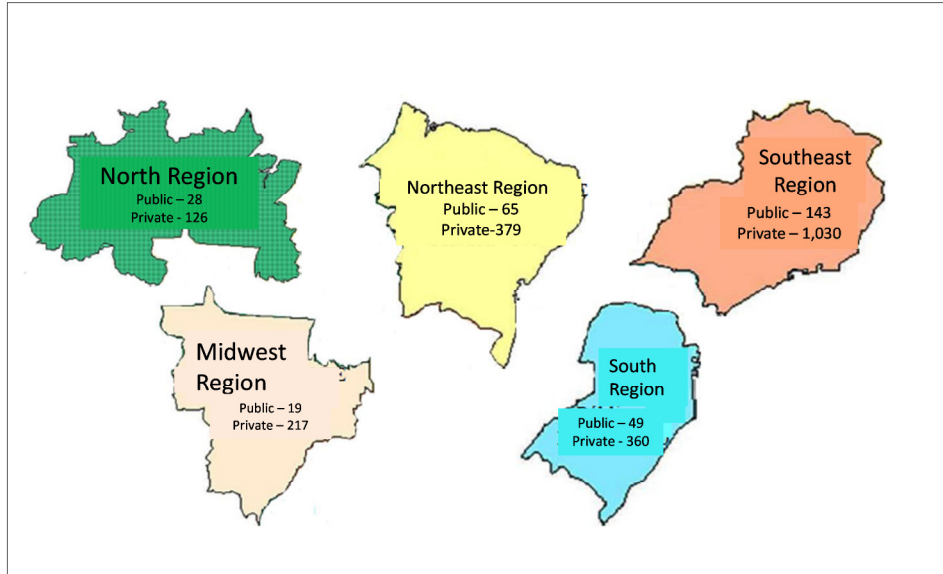 North Region
Public – 28
Private - 126
Northeast Region
Public – 65
Private-379
Southeast
Region
Public – 143
Private – 1,030
Midwest
Region
Public – 19
Private – 217
South
Region
Public – 49
Private - 360